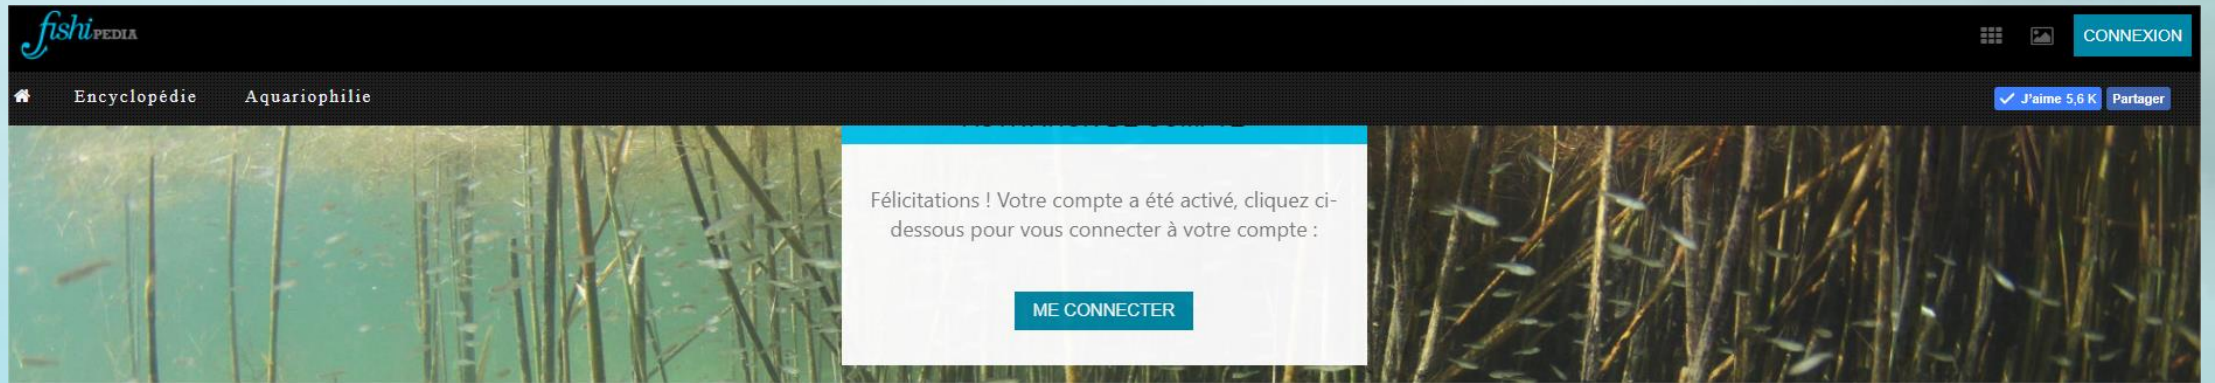 fishiPEDIA
CONNEXION
Encyclopédie Aquariophilie
J'aime 5,6 K Partager
Félicitations ! Votre compte a été activé, cliquez ci-
dessous pour vous connecter à votre compte :
ME CONNECTER